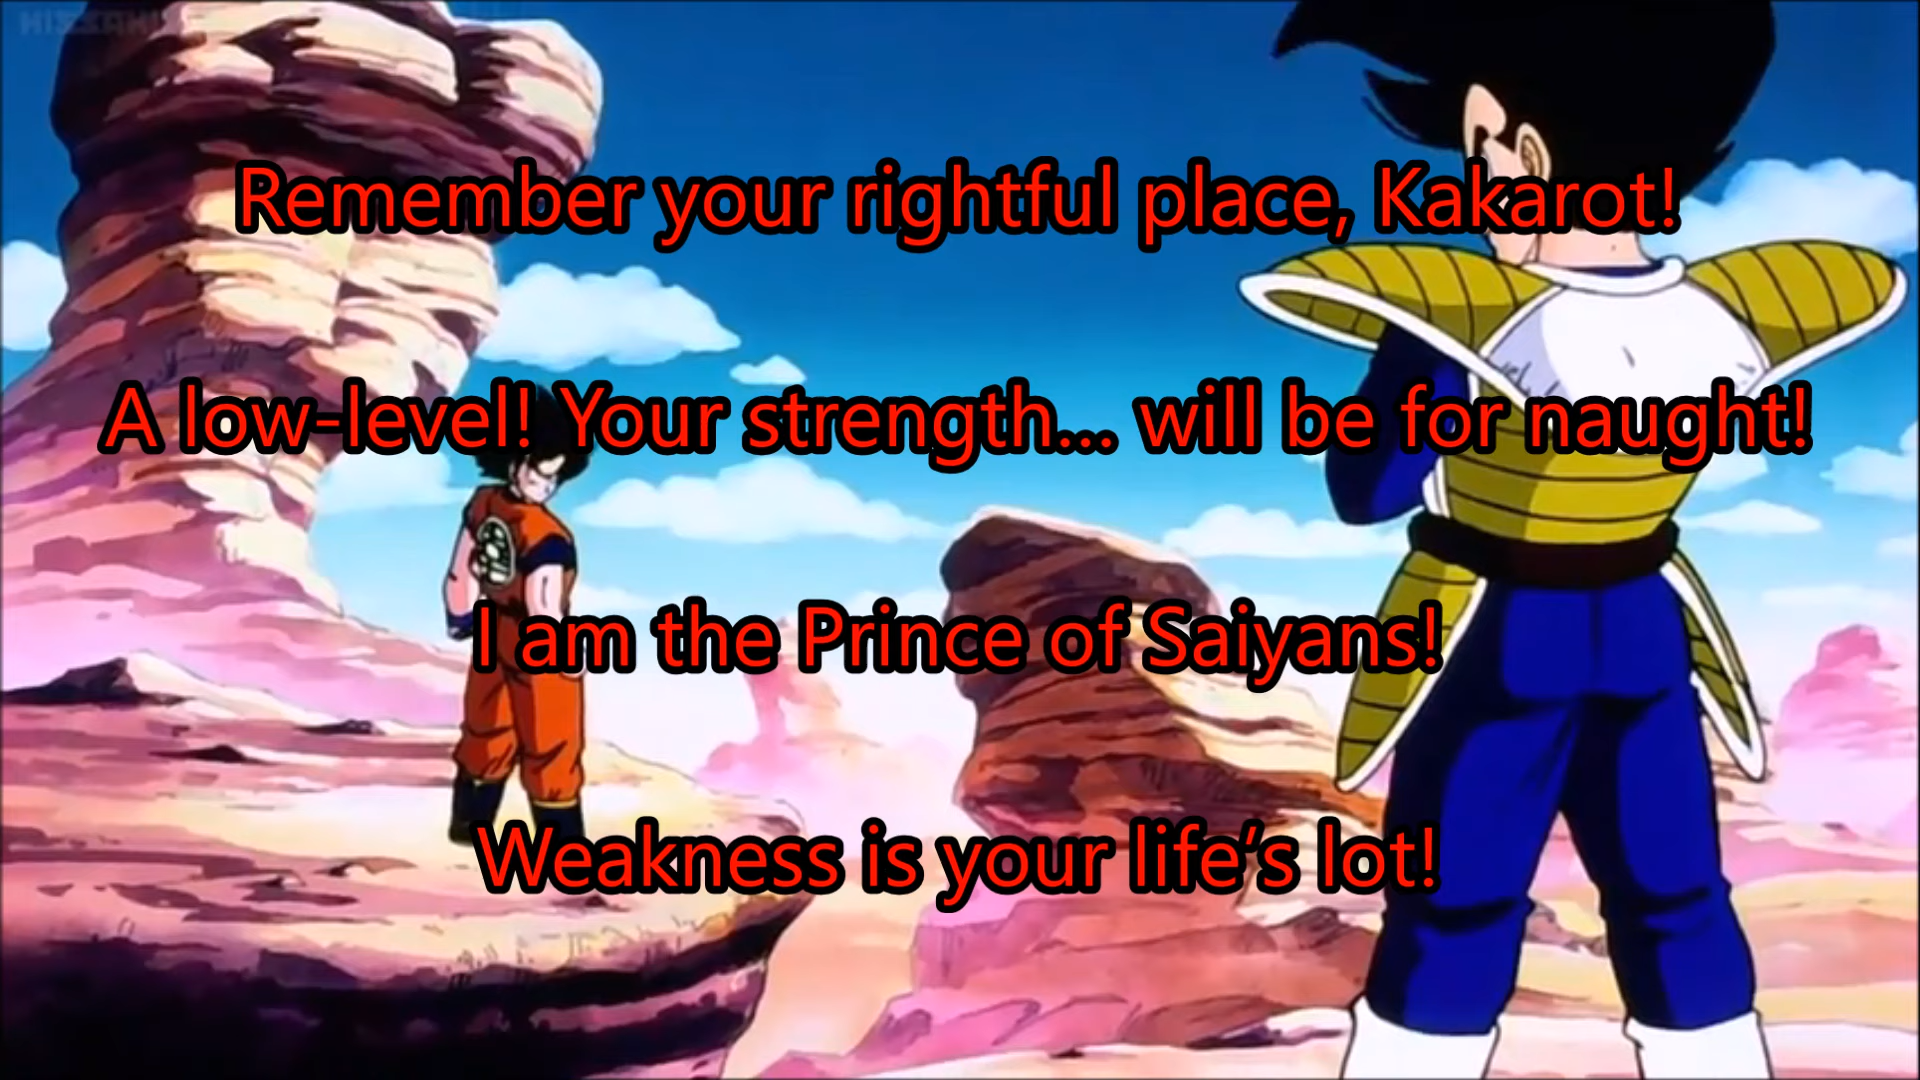 Remember your rightful place, Kakarot!
A low-level! Your strength... will be for naught!
I am the Prince of Saiyans!
Weakness is your life’s lot!